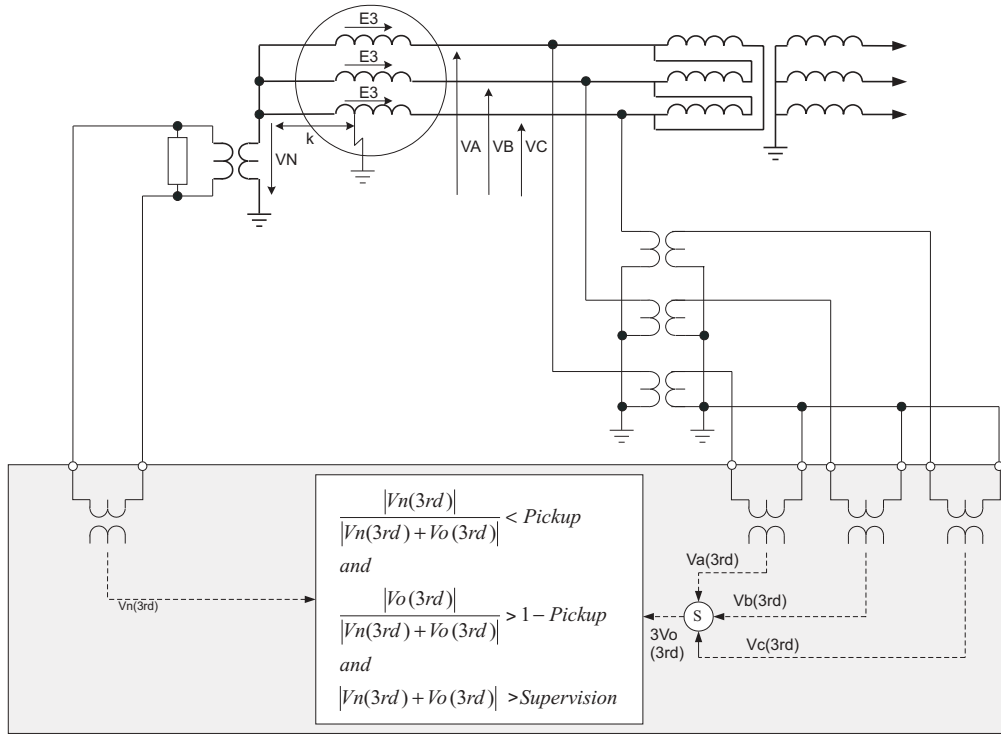 E3
E3
E3
k
VN
VA
VB
VC
|Vn(3rd)| / |Vn(3rd)+Vo(3rd)| < Pickup
and
|Vo(3rd)| / |Vn(3rd)+Vo(3rd)| > 1 − Pickup
and
|Vn(3rd)+Vo(3rd)| > Supervision
Vn(3rd)
Va(3rd)
Vb(3rd)
Vc(3rd)
S
3Vo
(3rd)